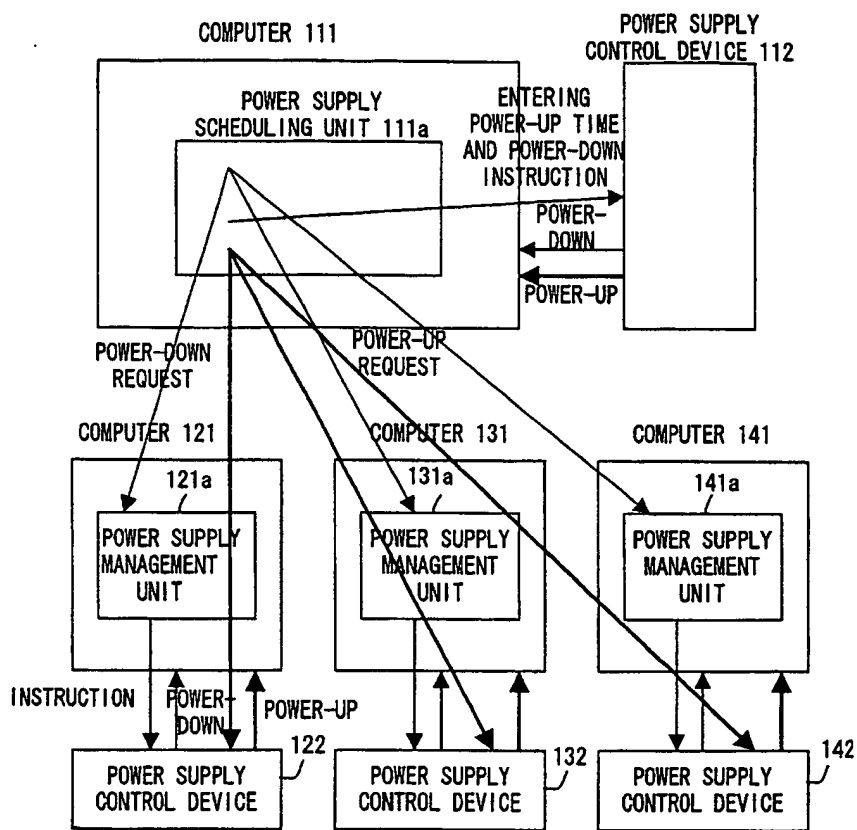 COMPUTER 111
POWER SUPPLY
CONTROL DEVICE 112
POWER SUPPLY
SCHEDULING UNIT 111a
ENTERING
POWER-UP TIME
AND POWER-DOWN
INSTRUCTION
POWER-
DOWN
POWER-UP
POWER-DOWN
REQUEST
POWER-UP
REQUEST
COMPUTER 121
COMPUTER 131
COMPUTER 141
121a
131a
141a
POWER SUPPLY
MANAGEMENT
UNIT
POWER SUPPLY
MANAGEMENT
UNIT
POWER SUPPLY
MANAGEMENT
UNIT
INSTRUCTION
POWER-
DOWN
POWER-UP
122
132
142
POWER SUPPLY
CONTROL DEVICE
POWER SUPPLY
CONTROL DEVICE
POWER SUPPLY
CONTROL DEVICE